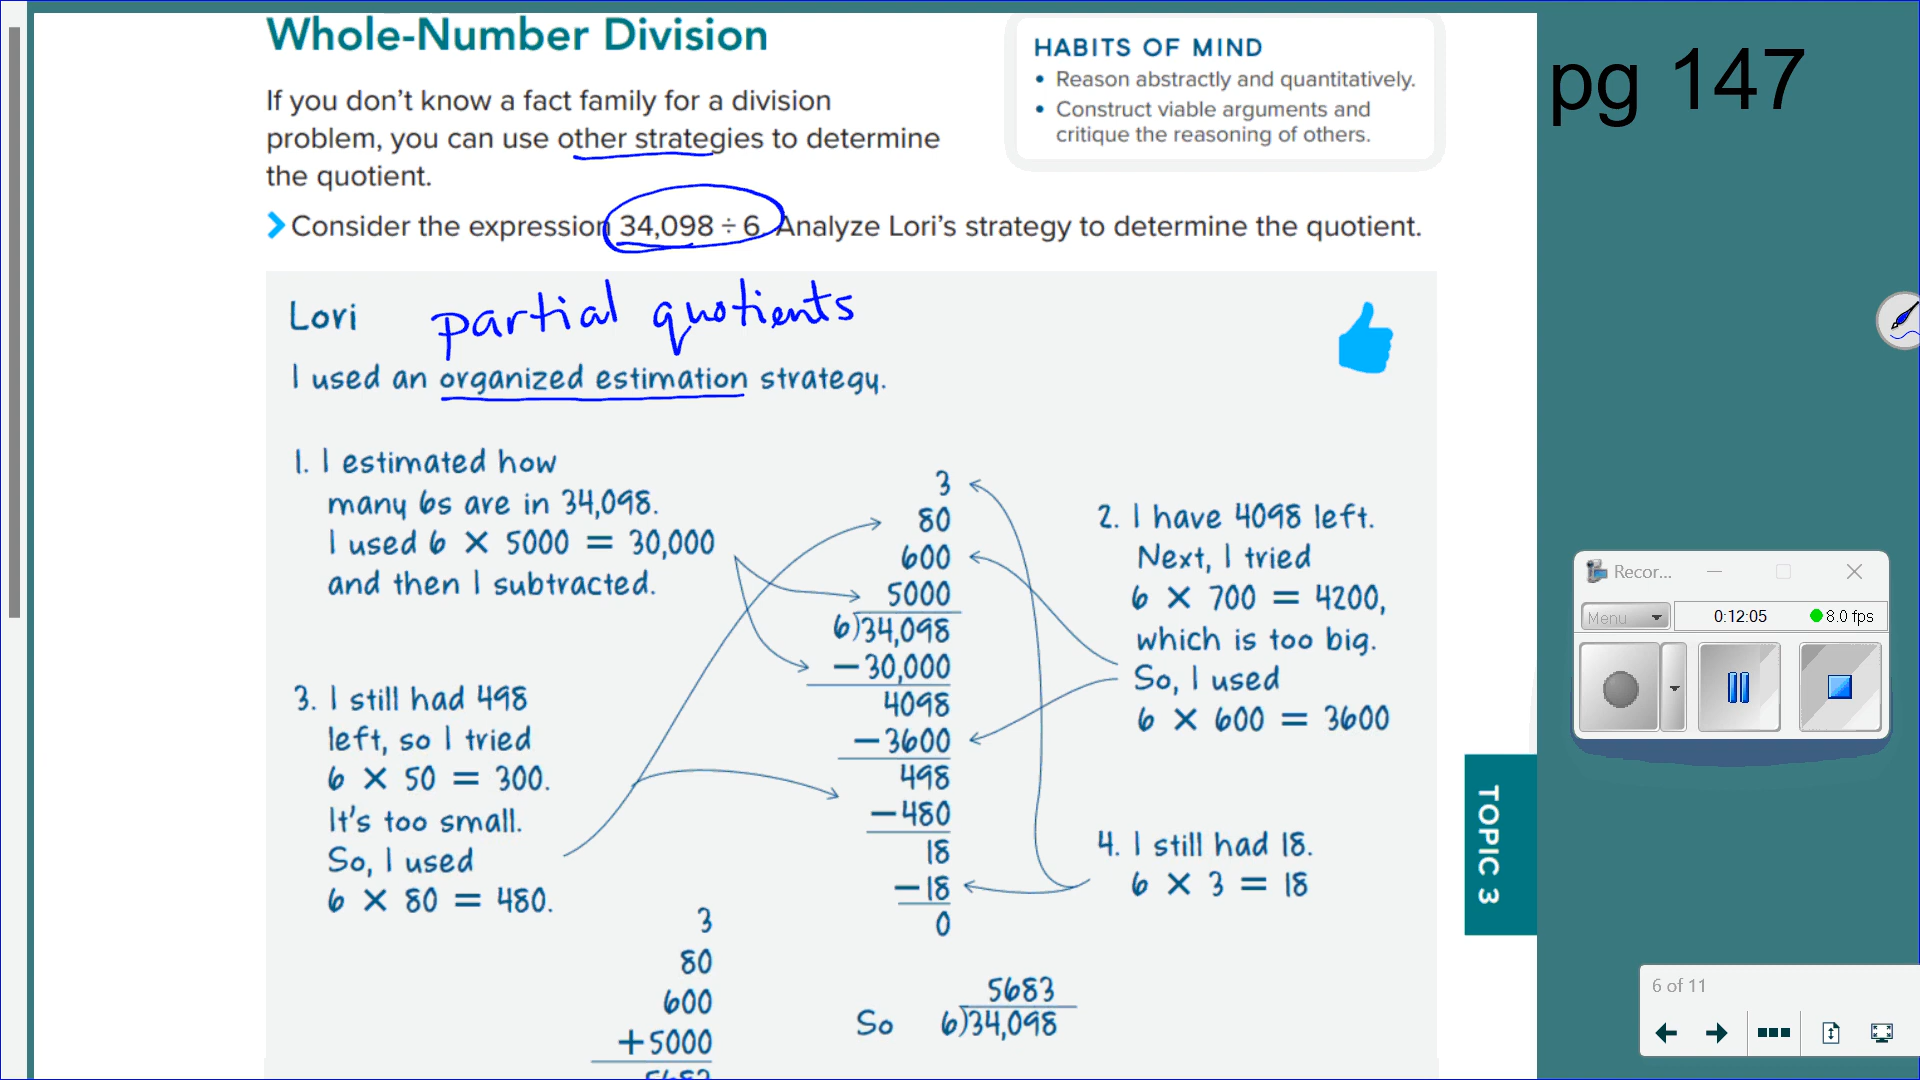 Whole-Number Division
If you don't know a fact family for a division
problem, you can use other strategies to determine
the quotient.
HABITS OF MIND
• Reason abstractly and quantitatively.
• Construct viable arguments and
critique the reasoning of others.
pg 147
Consider the expression 34,098 ÷ 6. Analyze Lori's strategy to determine the quotient.
Lori
partial quotients
I used an organized estimation strategy.
1. I estimated how
many 6s are in 34,098.
I used 6 × 5000 = 30,000
and then I subtracted.
3
80
600
5000
6)34,098
−30,000
4098
−3600
498
−480
18
−18
0
2. I have 4098 left.
Next, I tried
6 × 700 = 4200,
which is too big.
So, I used
6 × 600 = 3600
3. I still had 498
left, so I tried
6 × 50 = 300.
It's too small.
So, I used
6 × 80 = 480.
4. I still had 18.
6 × 3 = 18
3
80
600
+5000
5683
So
5683
6)34,098
TOPIC 3
Recor...
Menu
0:12:05
8.0 fps
6 of 11